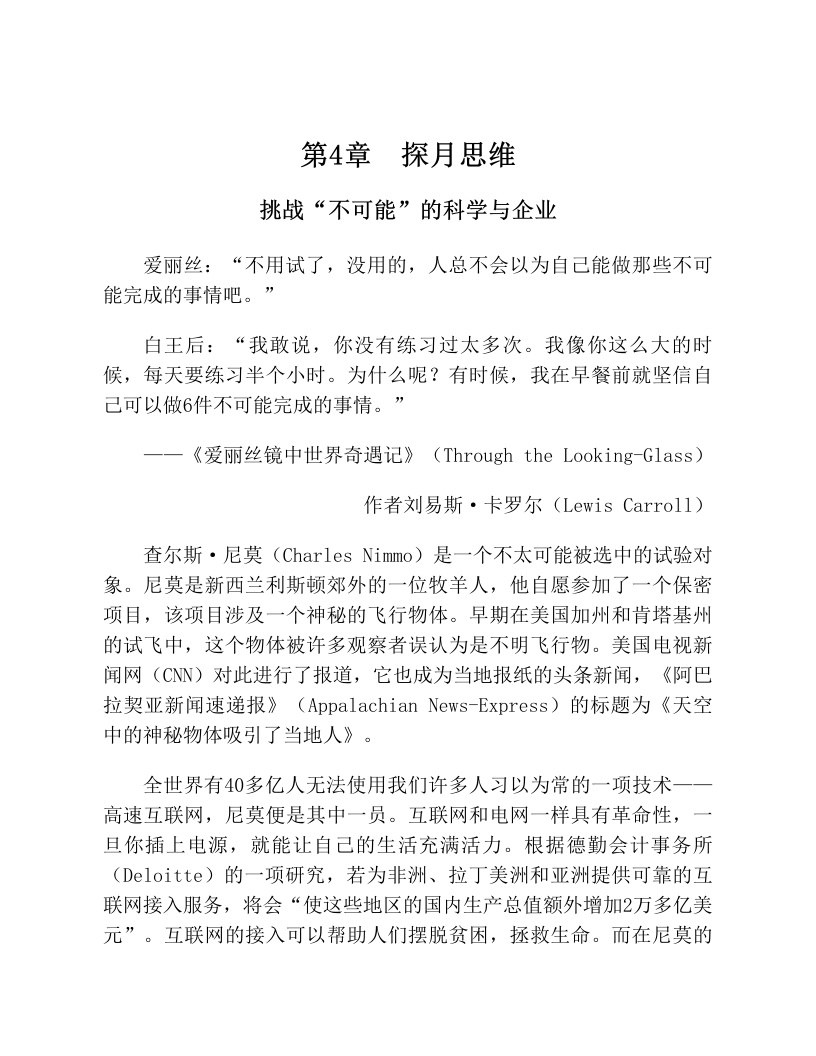 第4章　探月思维
挑战“不可能”的科学与企业
爱丽丝：“不用试了，没用的，人总不会以为自己能做那些不可
能完成的事情吧。”
白王后：“我敢说，你没有练习过太多次。我像你这么大的时
候，每天要练习半个小时。为什么呢？有时候，我在早餐前就坚信自
己可以做6件不可能完成的事情。”
——《爱丽丝镜中世界奇遇记》（Through the Looking-Glass）
作者刘易斯·卡罗尔（Lewis Carroll）
查尔斯·尼莫（Charles Nimmo）是一个不太可能被选中的试验对
象。尼莫是新西兰利斯顿郊外的一位牧羊人，他自愿参加了一个保密
项目，该项目涉及一个神秘的飞行物体。早期在美国加州和肯塔基州
的试飞中，这个物体被许多观察者误认为是不明飞行物。美国电视新
闻网（CNN）对此进行了报道，它也成为当地报纸的头条新闻，《阿巴
拉契亚新闻速递报》（Appalachian News-Express）的标题为《天空
中的神秘物体吸引了当地人》。
全世界有40多亿人无法使用我们许多人习以为常的一项技术——
高速互联网，尼莫便是其中一员。互联网和电网一样具有革命性，一
旦你插上电源，就能让自己的生活充满活力。根据德勤会计事务所
（Deloitte）的一项研究，若为非洲、拉丁美洲和亚洲提供可靠的互
联网接入服务，将会“使这些地区的国内生产总值额外增加2万多亿美
元”。互联网的接入可以帮助人们摆脱贫困，拯救生命。而在尼莫的